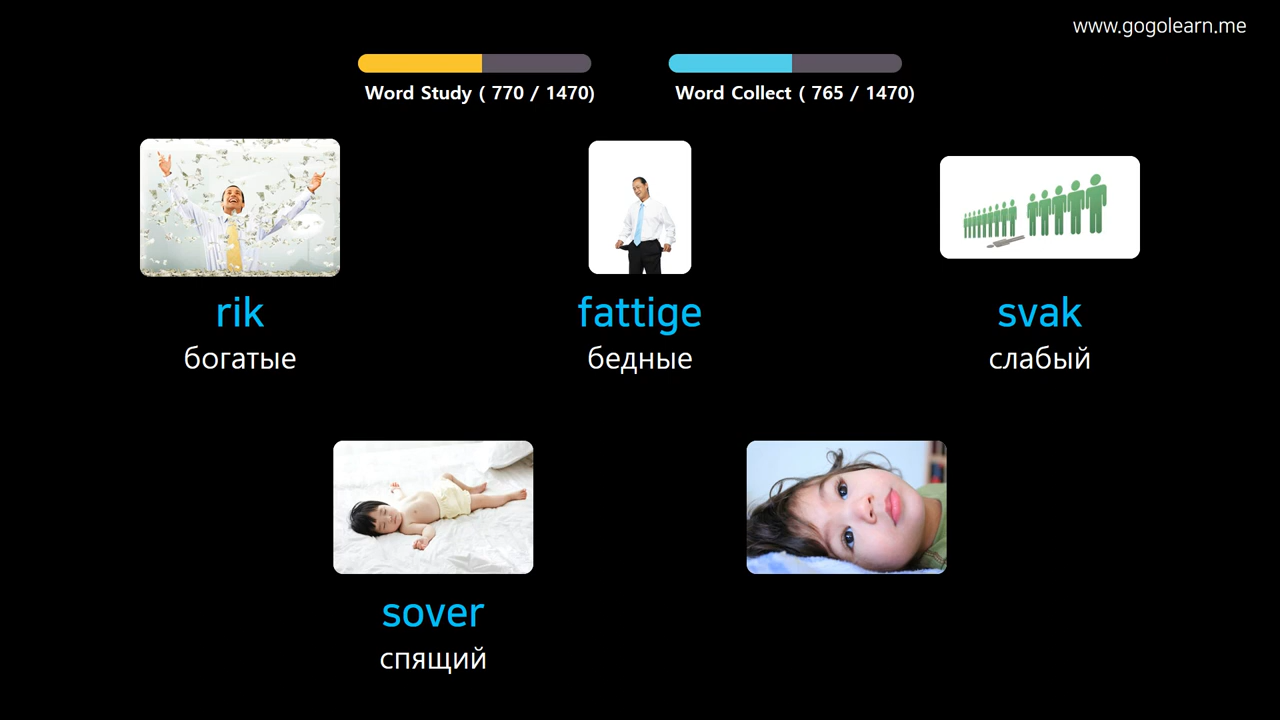 www.gogolearn.me
Word Study ( 770 / 1470)
Word Collect ( 765 / 1470)
rik
богатые
fattige
бедные
svak
слабый
sover
спящий